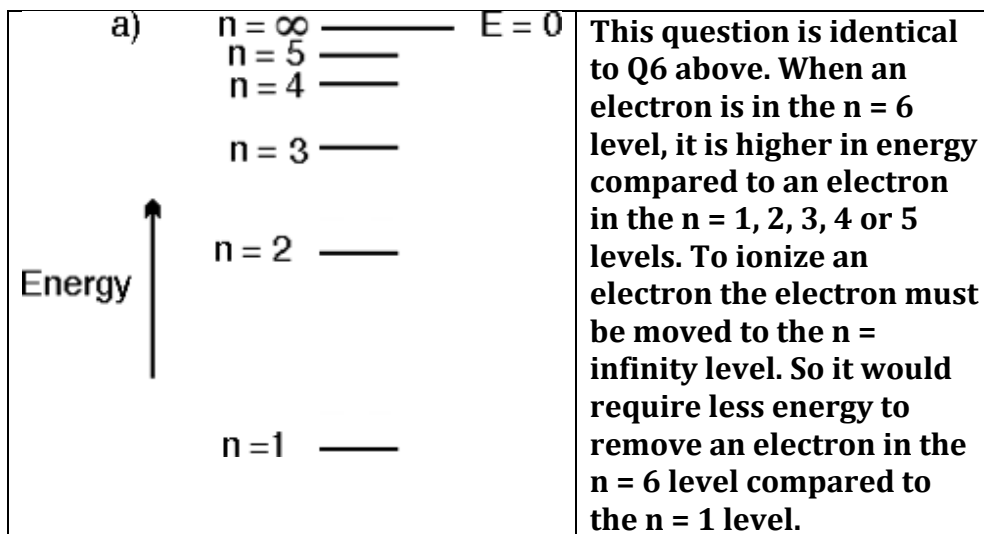 a) n = ∞ E = 0
n = 5
n = 4
n = 3
n = 2
Energy
n =1
This question is identical
to Q6 above. When an
electron is in the n = 6
level, it is higher in energy
compared to an electron
in the n = 1, 2, 3, 4 or 5
levels. To ionize an
electron the electron must
be moved to the n =
infinity level. So it would
require less energy to
remove an electron in the
n = 6 level compared to
the n = 1 level.